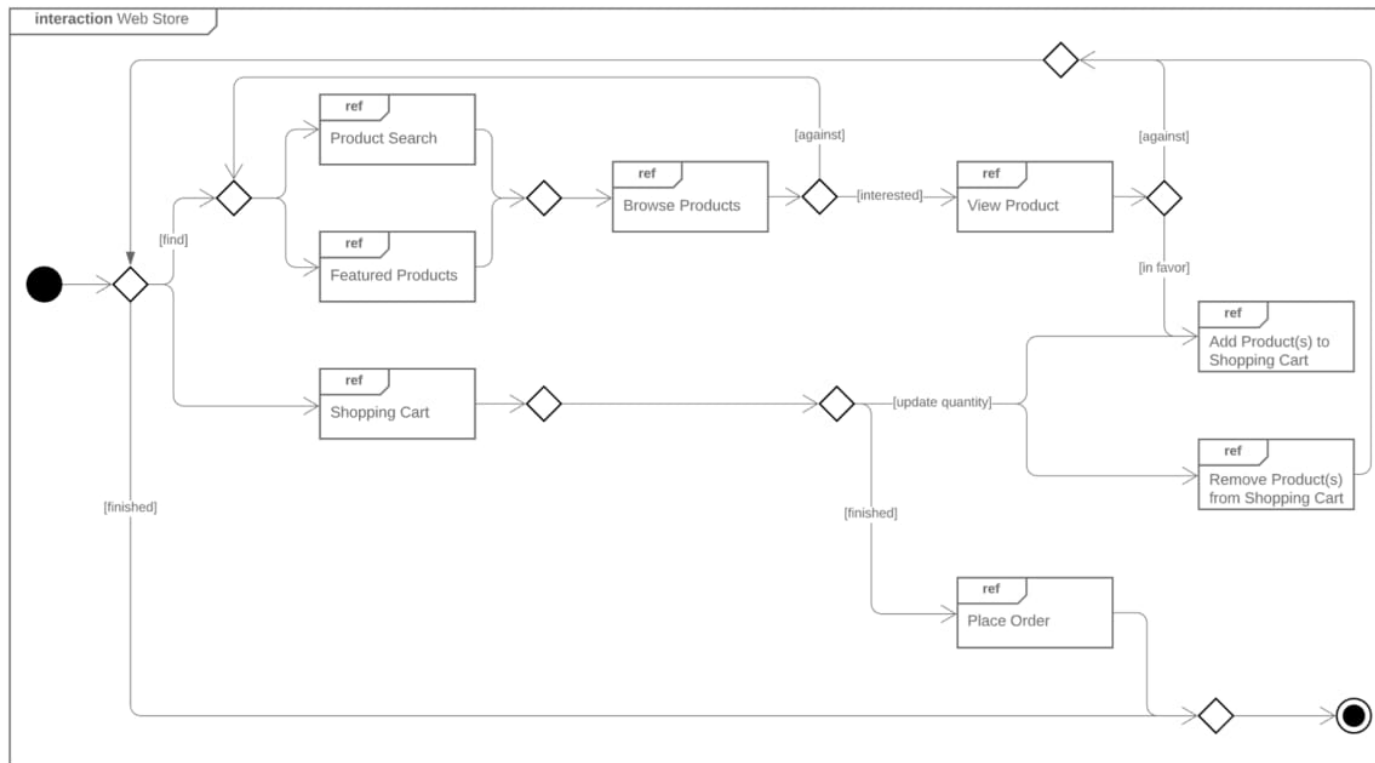 interaction Web Store
ref
Product Search
[against]
[against]
ref
Browse Products
[interested]
ref
View Product
[find]
ref
Featured Products
[in favor]
ref
Add Product(s) to
Shopping Cart
ref
Shopping Cart
[update quantity]
ref
Remove Product(s)
from Shopping Cart
[finished]
[finished]
ref
Place Order